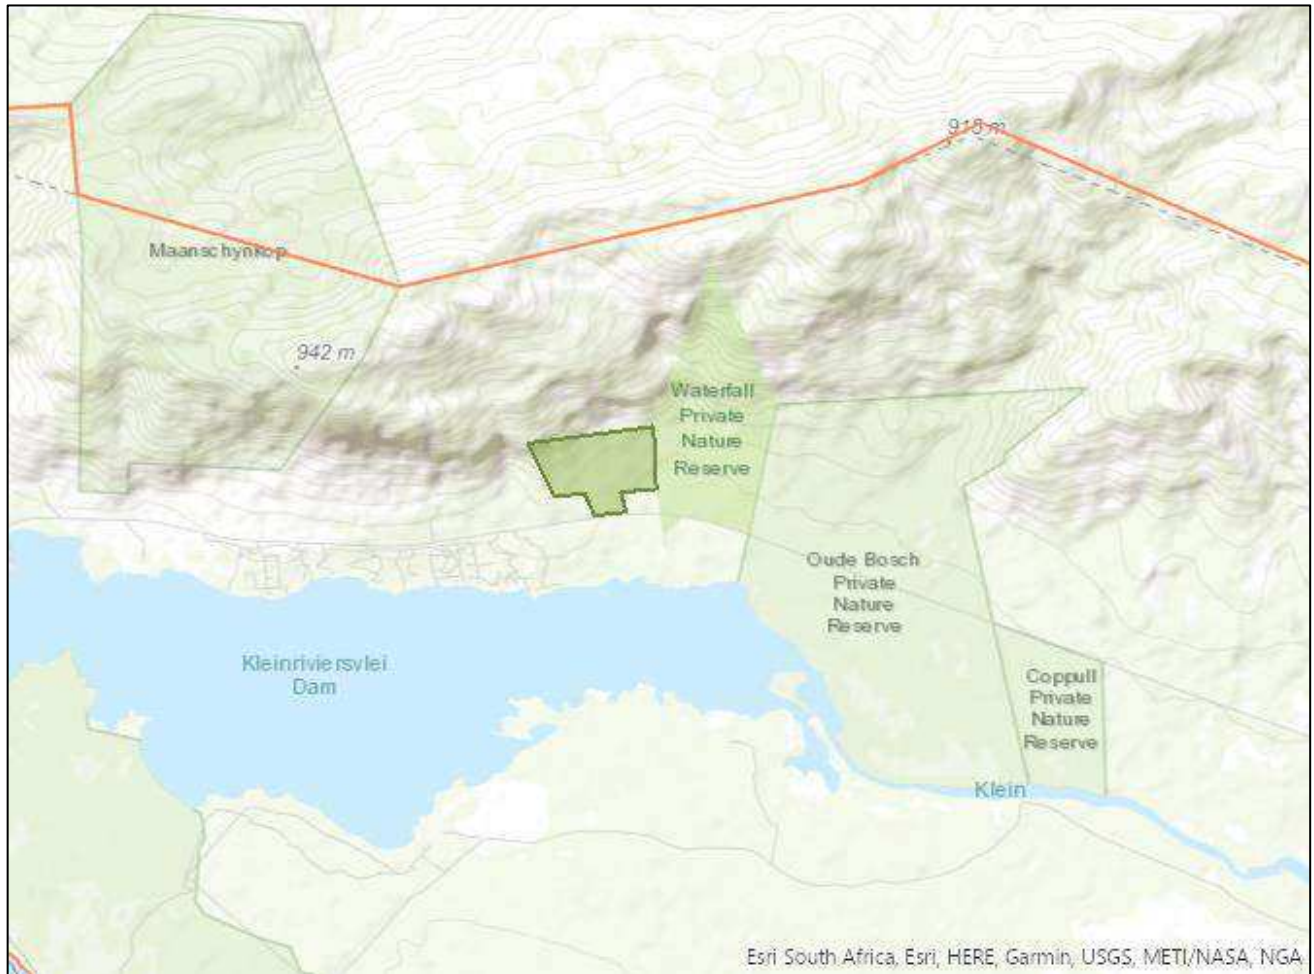 915 m
Maanschynkop
942 m
Waterfall
Private
Nature
Reserve
Oude Bosch
Private
Nature
Reserve
Kleinriviersvlei
Dam
Coppull
Private
Nature
Reserve
Klein
Esri South Africa, Esri, HERE, Garmin, USGS, METI/NASA, NGA